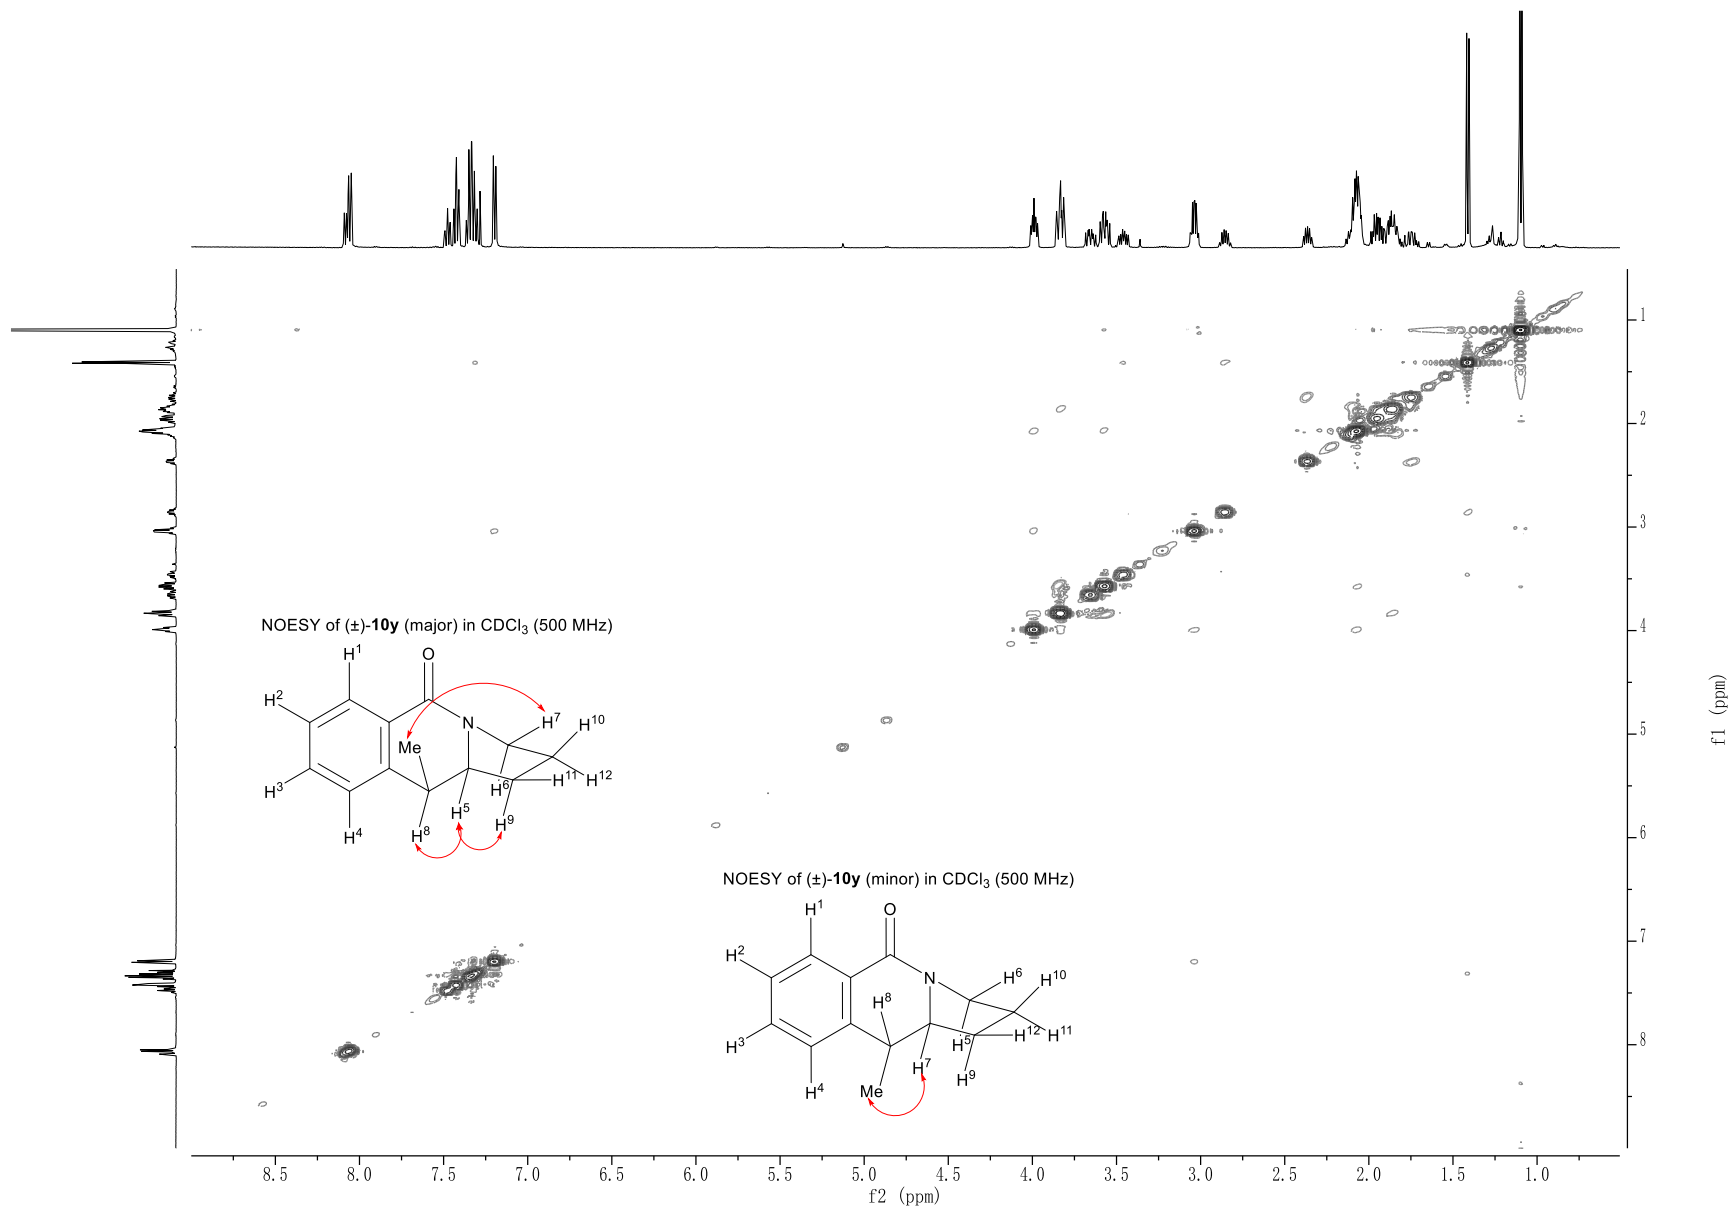 1
2
3
NOESY of (±)-10y (major) in CDCl₃ (500 MHz)
4
H¹
O
H²
N
H⁷
H¹⁰
Me
H³
H⁶
H¹¹
H¹²
H⁵
H⁸
H⁹
H⁴
f1 (ppm)
5
6
NOESY of (±)-10y (minor) in CDCl₃ (500 MHz)
H¹
O
7
H²
N
H⁶
H¹⁰
H⁸
H³
H⁵
H¹²
H¹¹
8
H⁷
H⁹
H⁴
Me
8.5 8.0 7.5 7.0 6.5 6.0 5.5 5.0 4.5 4.0 3.5 3.0 2.5 2.0 1.5 1.0
f2 (ppm)